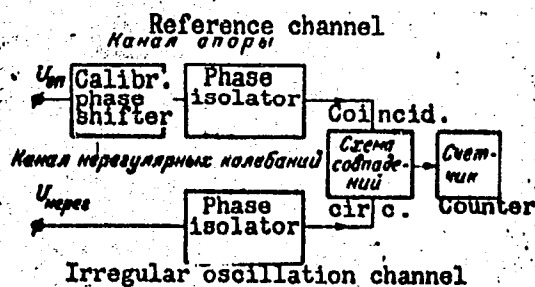 Reference channel
Канал опоры
Uоп
Calibr.
phase
shifter
Phase
isolator
Coincid.
Канал нерегулярных колебаний
Схема
совпаде-
ний
Счет-
чик
Uнерег
Phase
isolator
circ.
Counter
Irregular oscillation channel